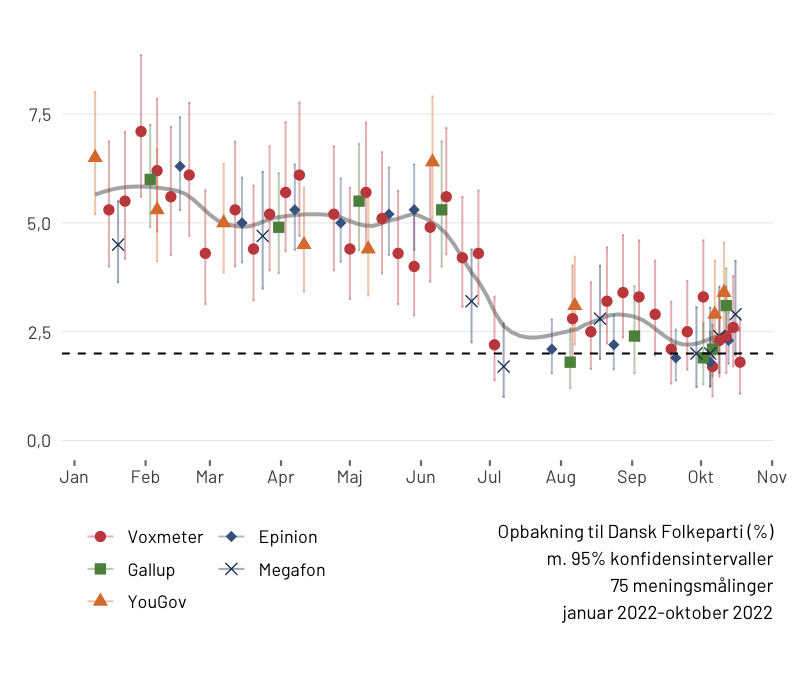 7,5
5,0
2,5
0,0
Jan Feb Mar Apr Maj Jun Jul Aug Sep Okt Nov
Voxmeter Epinion
Gallup Megafon
YouGov
Opbakning til Dansk Folkeparti (%)
m. 95% konfidensintervaller
75 meningsmålinger
januar 2022-oktober 2022